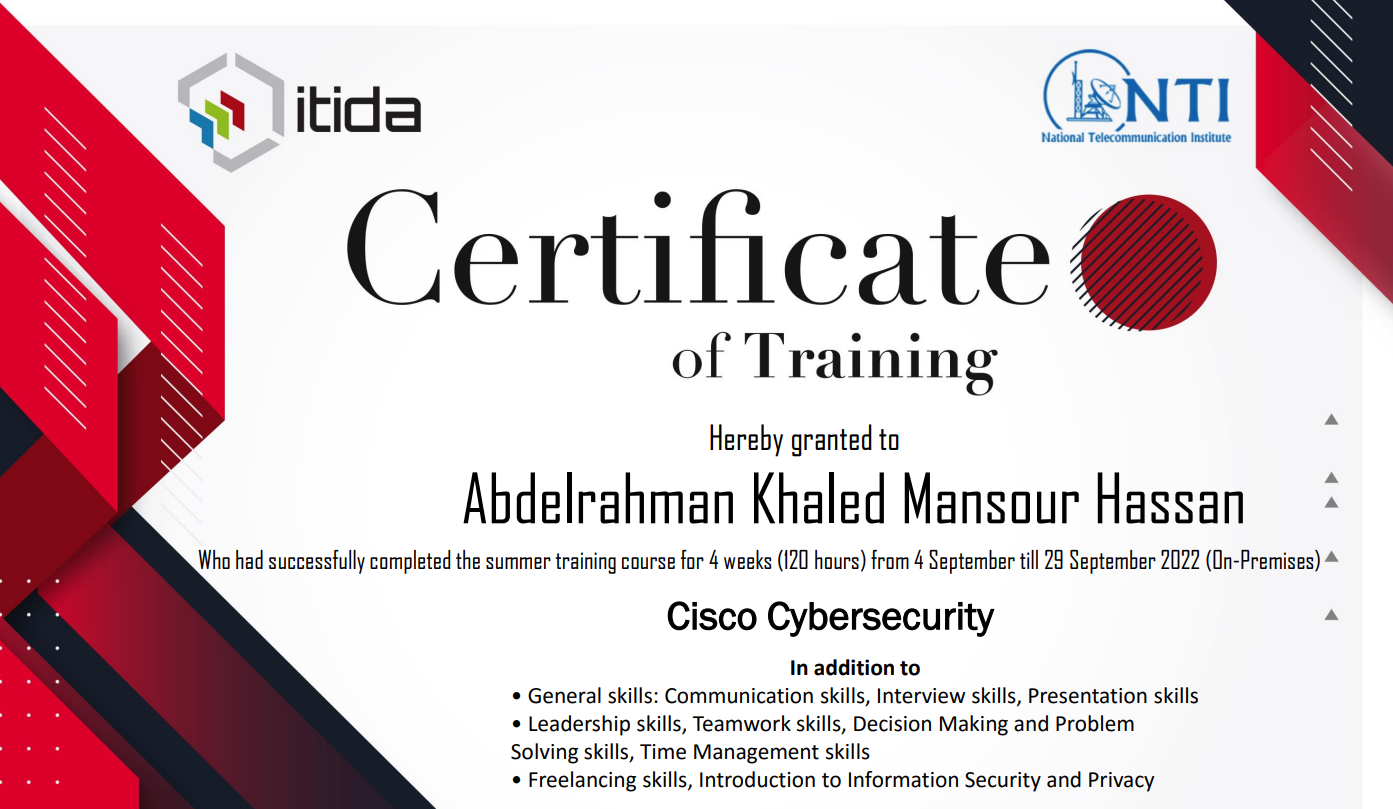 itida
NTI
National Telecommunication Institute
Certificate
of Training
Hereby granted to
Abdelrahman Khaled Mansour Hassan
Who had successfully completed the summer training course for 4 weeks (120 hours) from 4 September till 29 September 2022 (On-Premises)
Cisco Cybersecurity
In addition to
• General skills: Communication skills, Interview skills, Presentation skills
• Leadership skills, Teamwork skills, Decision Making and Problem
Solving skills, Time Management skills
• Freelancing skills, Introduction to Information Security and Privacy